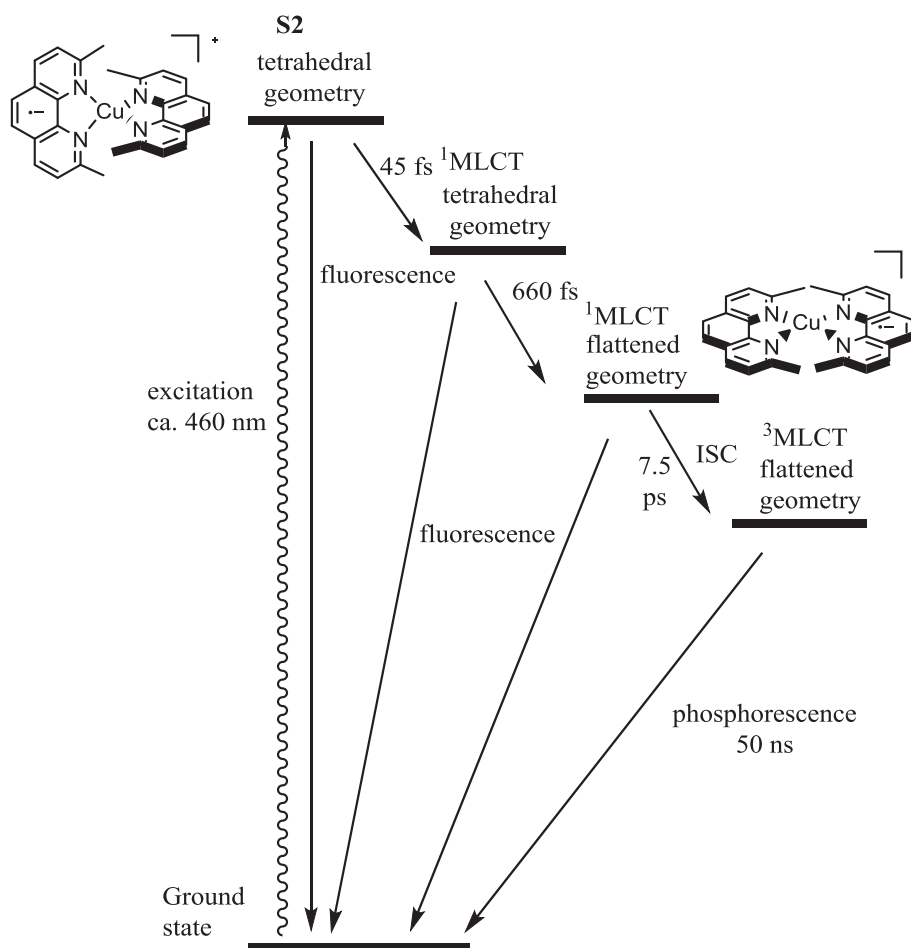 S2
tetrahedral
geometry
+
N
Cu
N
N
N
•−
45 fs
1MLCT
tetrahedral
geometry
fluorescence
660 fs
1MLCT
flattened
geometry
N
Cu
N
N
N
•−
excitation
ca. 460 nm
7.5
ps
ISC
3MLCT
flattened
geometry
fluorescence
phosphorescence
50 ns
Ground
state